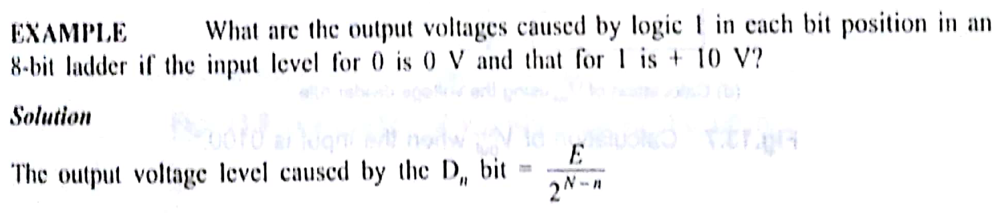 EXAMPLE What are the output voltages caused by logic 1 in each bit position in an
8-bit ladder if the input level for 0 is 0 V and that for 1 is + 10 V?
Solution
The output voltage level caused by the Dₙ bit = E / 2^(N-n)